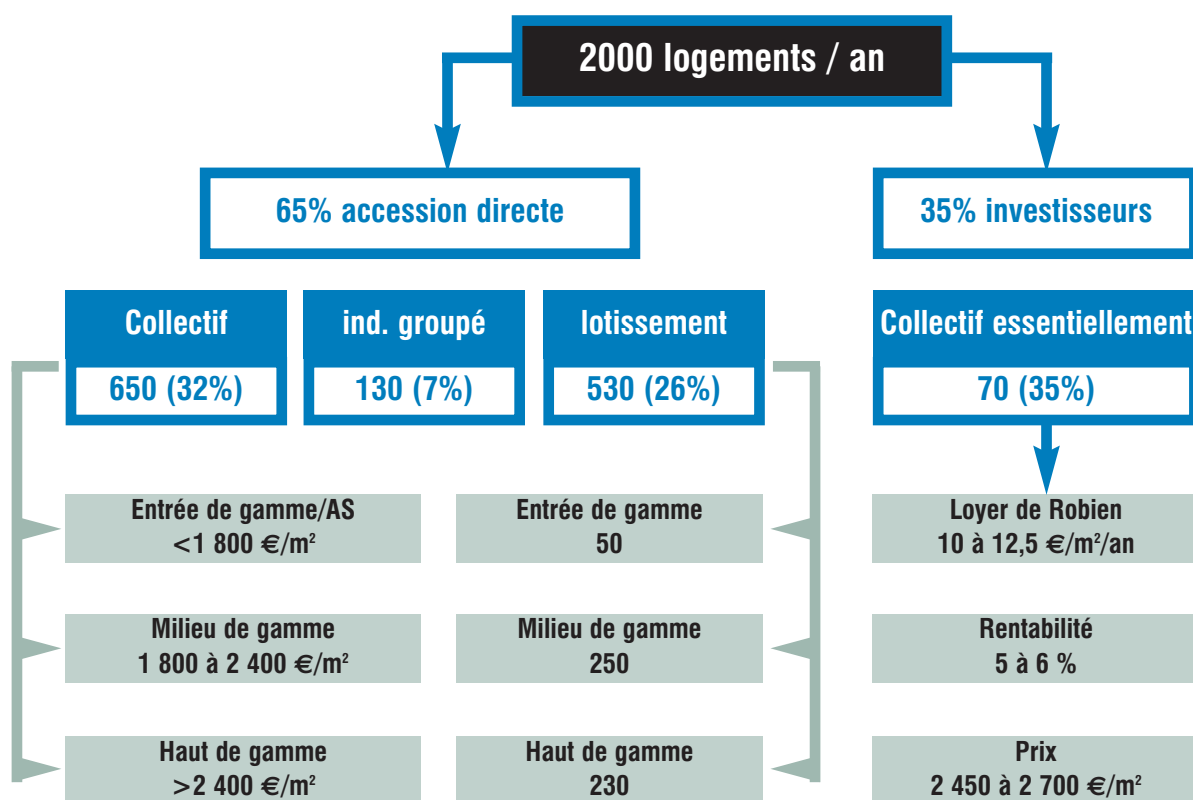 2000 logements / an
65% accession directe
35% investisseurs
Collectif
650 (32%)
ind. groupé
130 (7%)
lotissement
530 (26%)
Collectif essentiellement
70 (35%)
Entrée de gamme/AS
<1 800 €/m²
Entrée de gamme
50
Loyer de Robien
10 à 12,5 €/m²/an
Milieu de gamme
1 800 à 2 400 €/m²
Milieu de gamme
250
Rentabilité
5 à 6 %
Haut de gamme
>2 400 €/m²
Haut de gamme
230
Prix
2 450 à 2 700 €/m²